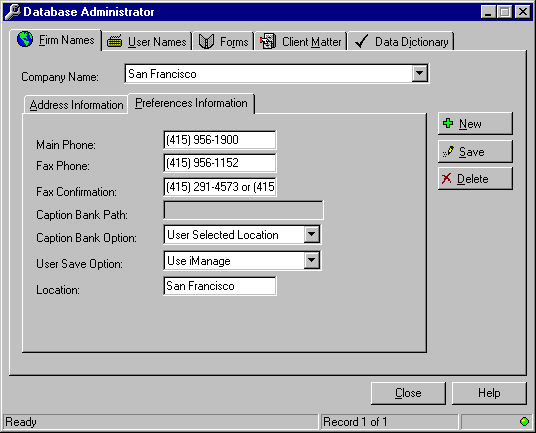 Database Administrator
Firm Names User Names Forms Client Matter Data Dictionary
Company Name: San Francisco
Address Information Preferences Information
New
Save
Delete
Main Phone: (415) 956-1900
Fax Phone: (415) 956-1152
Fax Confirmation: (415) 291-4573 or (415
Caption Bank Path:
Caption Bank Option: User Selected Location
User Save Option: Use iManage
Location: San Francisco
Close Help
Ready Record 1 of 1